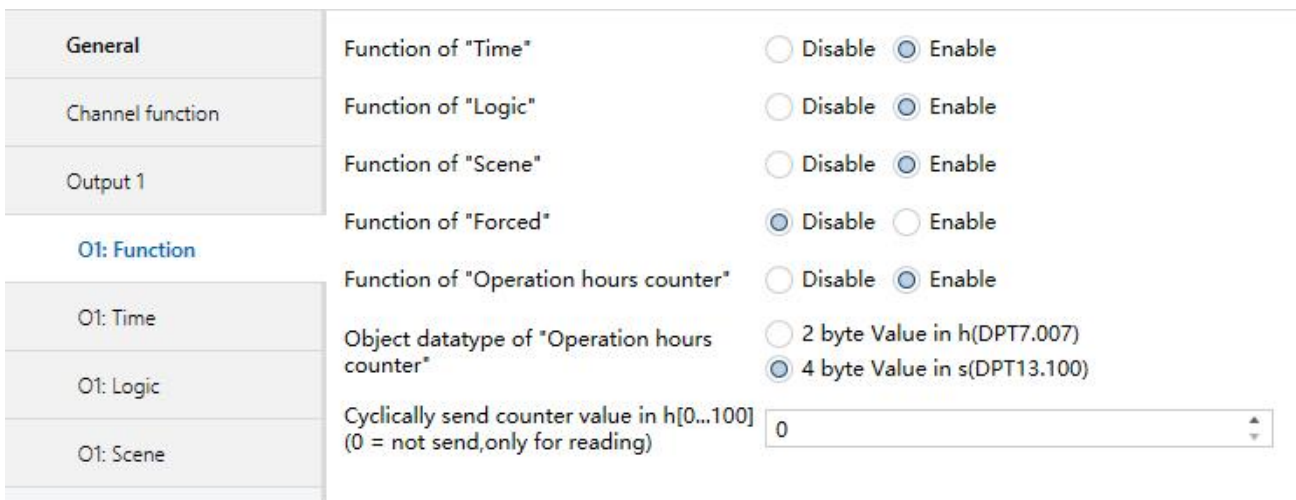 General
Channel function
Output 1
O1: Function
O1: Time
O1: Logic
O1: Scene
Function of "Time"
Disable Enable
Function of "Logic"
Disable Enable
Function of "Scene"
Disable Enable
Function of "Forced"
Disable Enable
Function of "Operation hours counter"
Disable Enable
Object datatype of "Operation hours
counter"
2 byte Value in h(DPT7.007)
4 byte Value in s(DPT13.100)
Cyclically send counter value in h[0...100]
(0 = not send,only for reading)
0